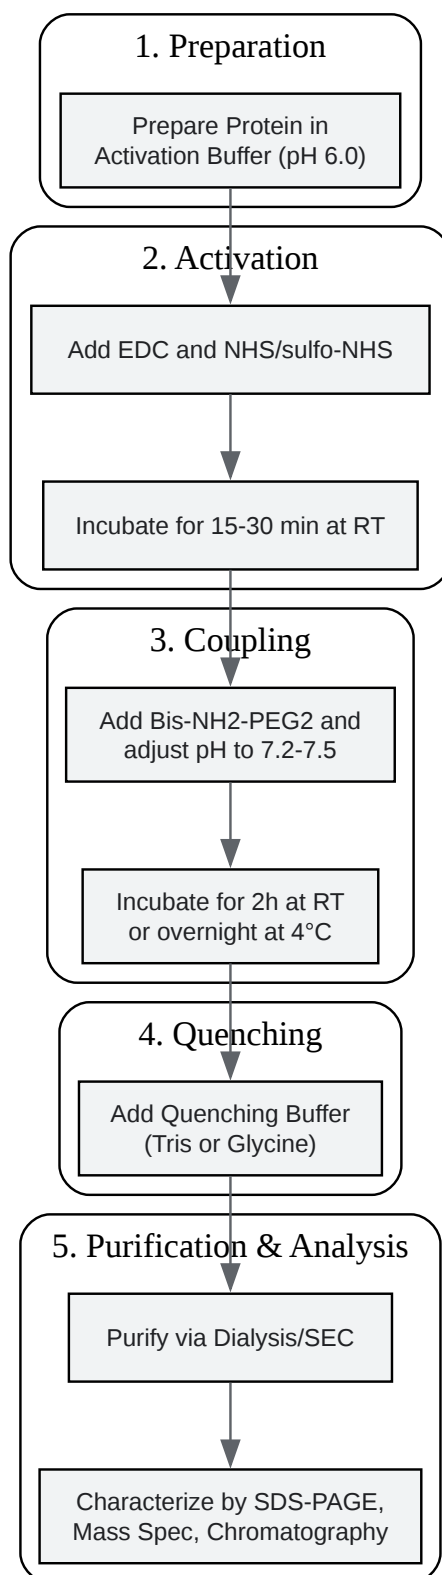 1. Preparation
Prepare Protein in
Activation Buffer (pH 6.0)
2. Activation
Add EDC and NHS/sulfo-NHS
Incubate for 15-30 min at RT
3. Coupling
Add Bis-NH2-PEG2 and
adjust pH to 7.2-7.5
Incubate for 2h at RT
or overnight at 4°C
4. Quenching
Add Quenching Buffer
(Tris or Glycine)
5. Purification & Analysis
Purify via Dialysis/SEC
Characterize by SDS-PAGE,
Mass Spec, Chromatography